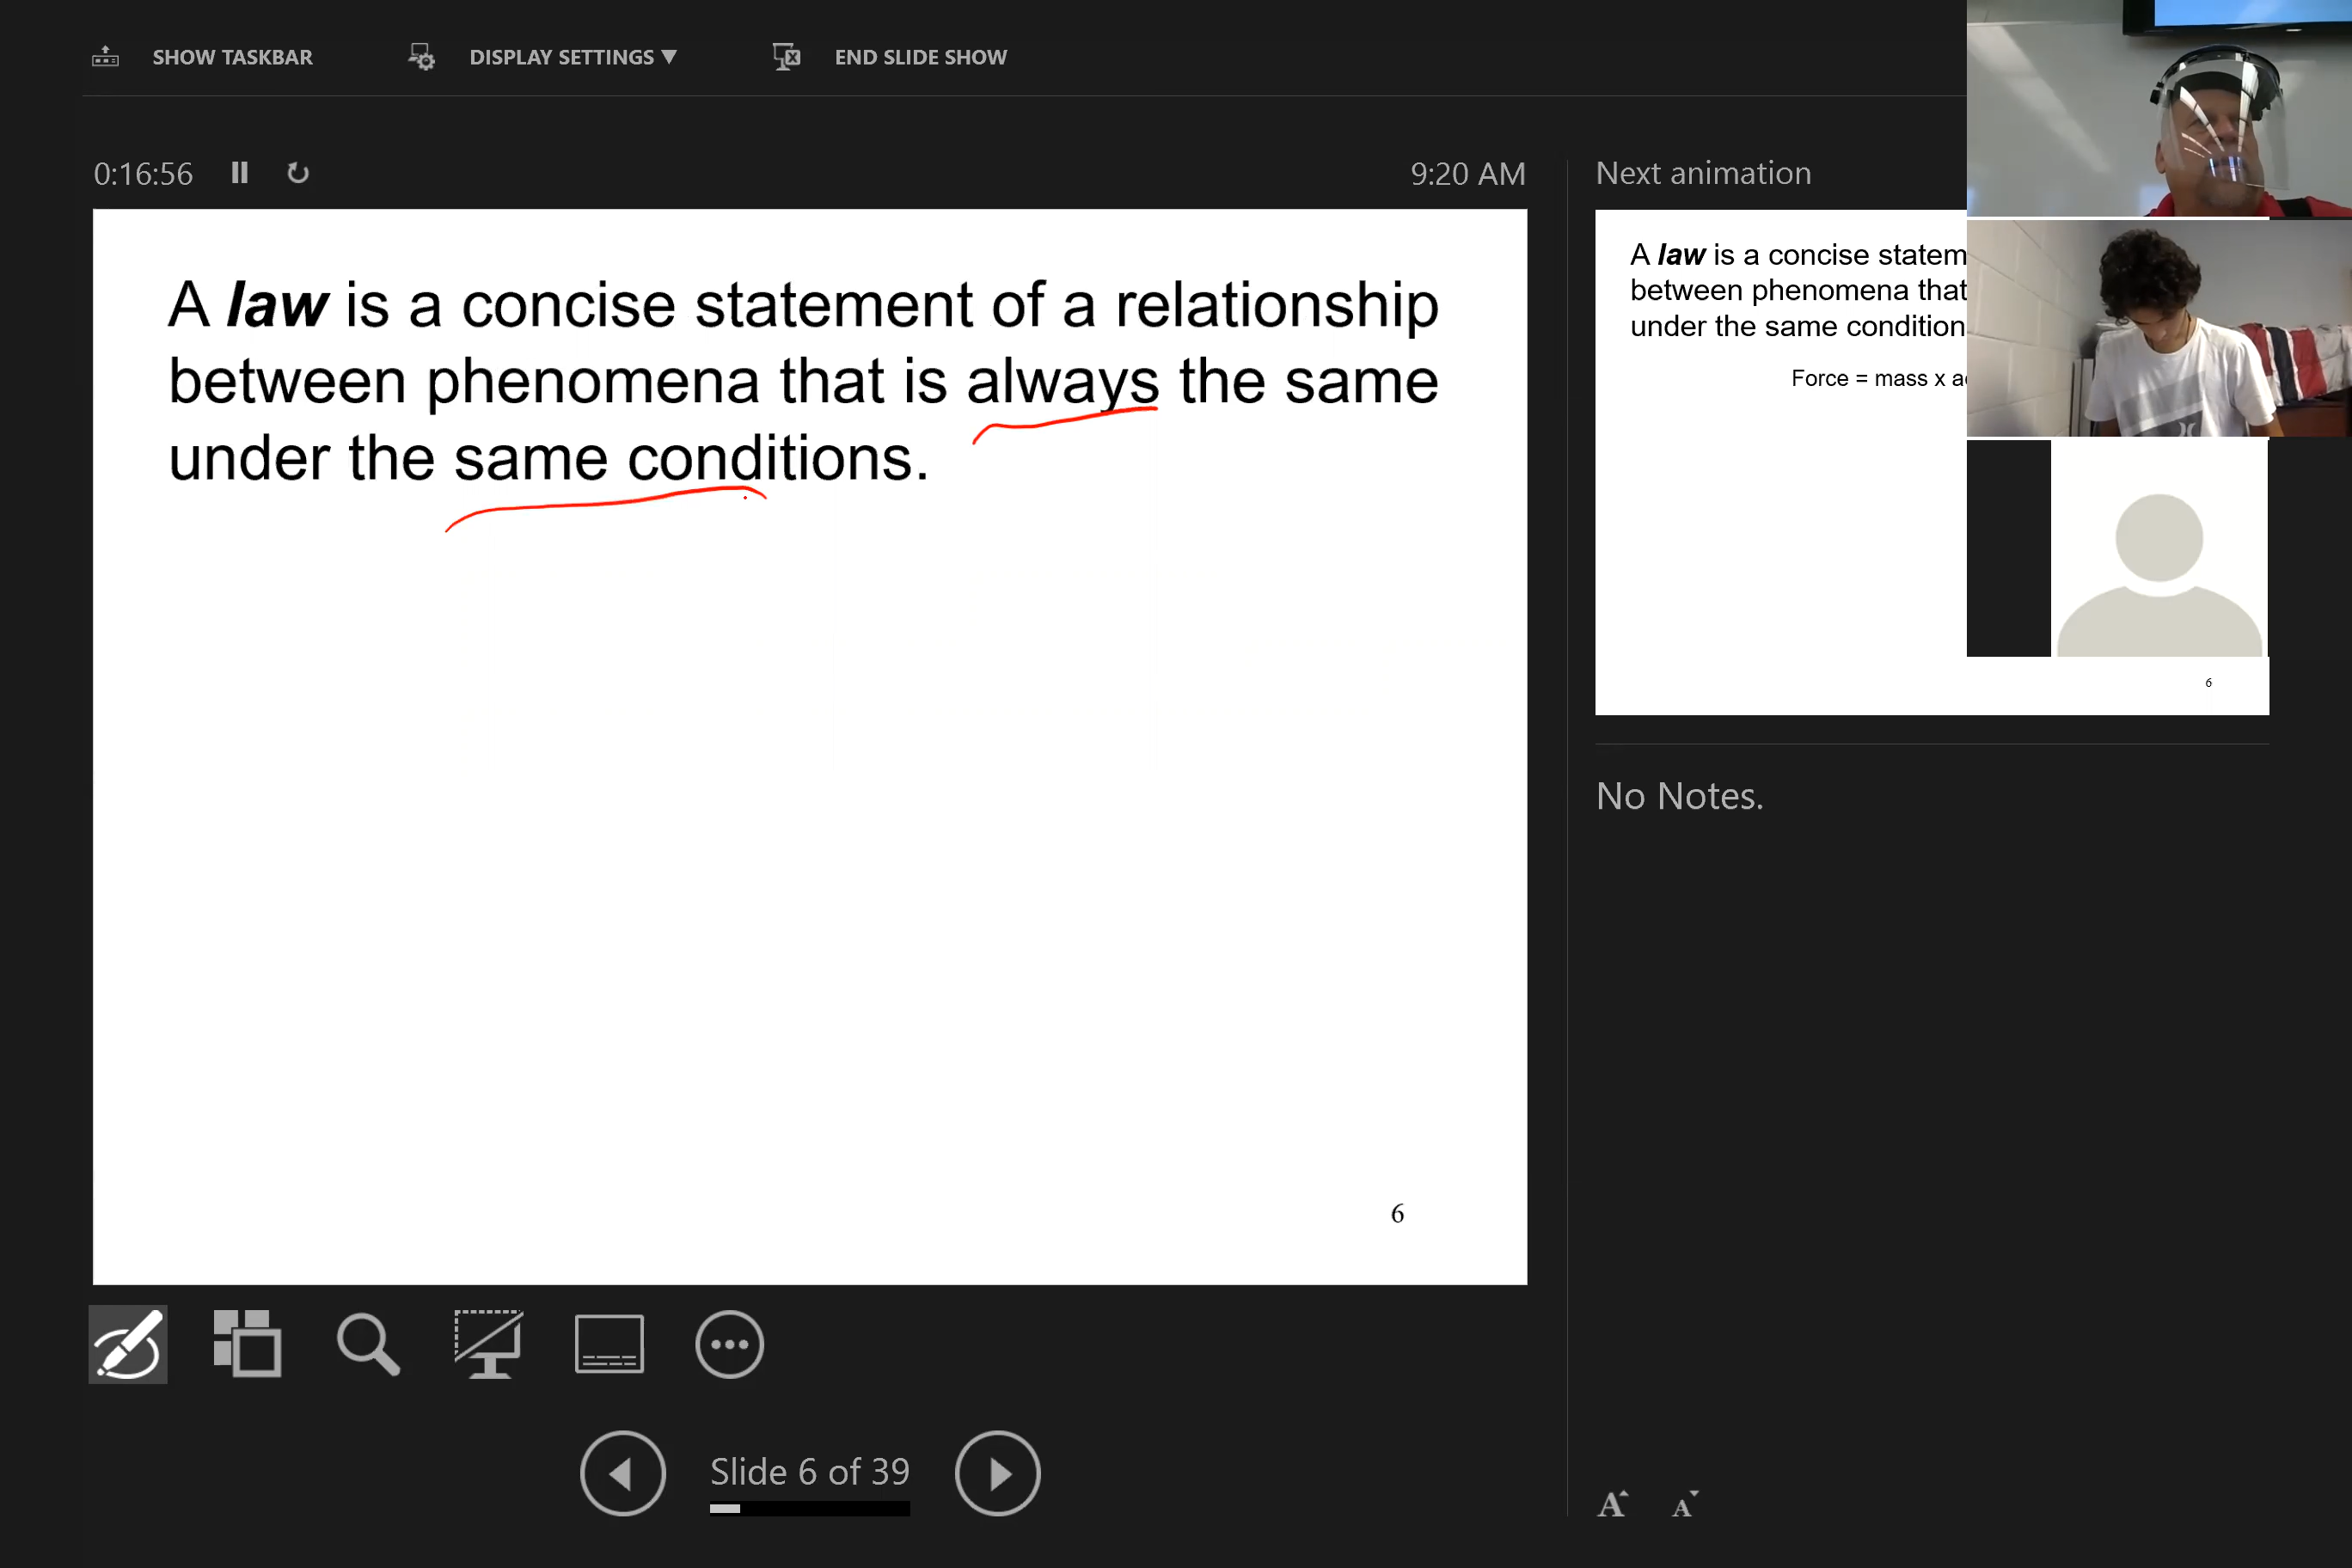 SHOW TASKBAR DISPLAY SETTINGS ▼ END SLIDE SHOW
0:16:56 9:20 AM
A law is a concise statement of a relationship
between phenomena that is always the same
under the same conditions.
6
Slide 6 of 39
Next animation
A law is a concise
between phenomena that
under the same
Force = mass x
6
No Notes.
A A